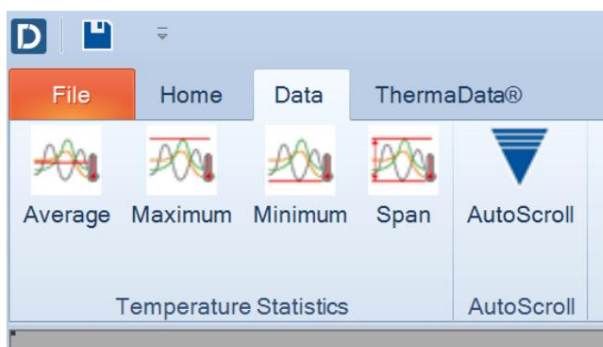 D
File Home Data ThermaData®
Average Maximum Minimum Span AutoScroll
Temperature Statistics AutoScroll